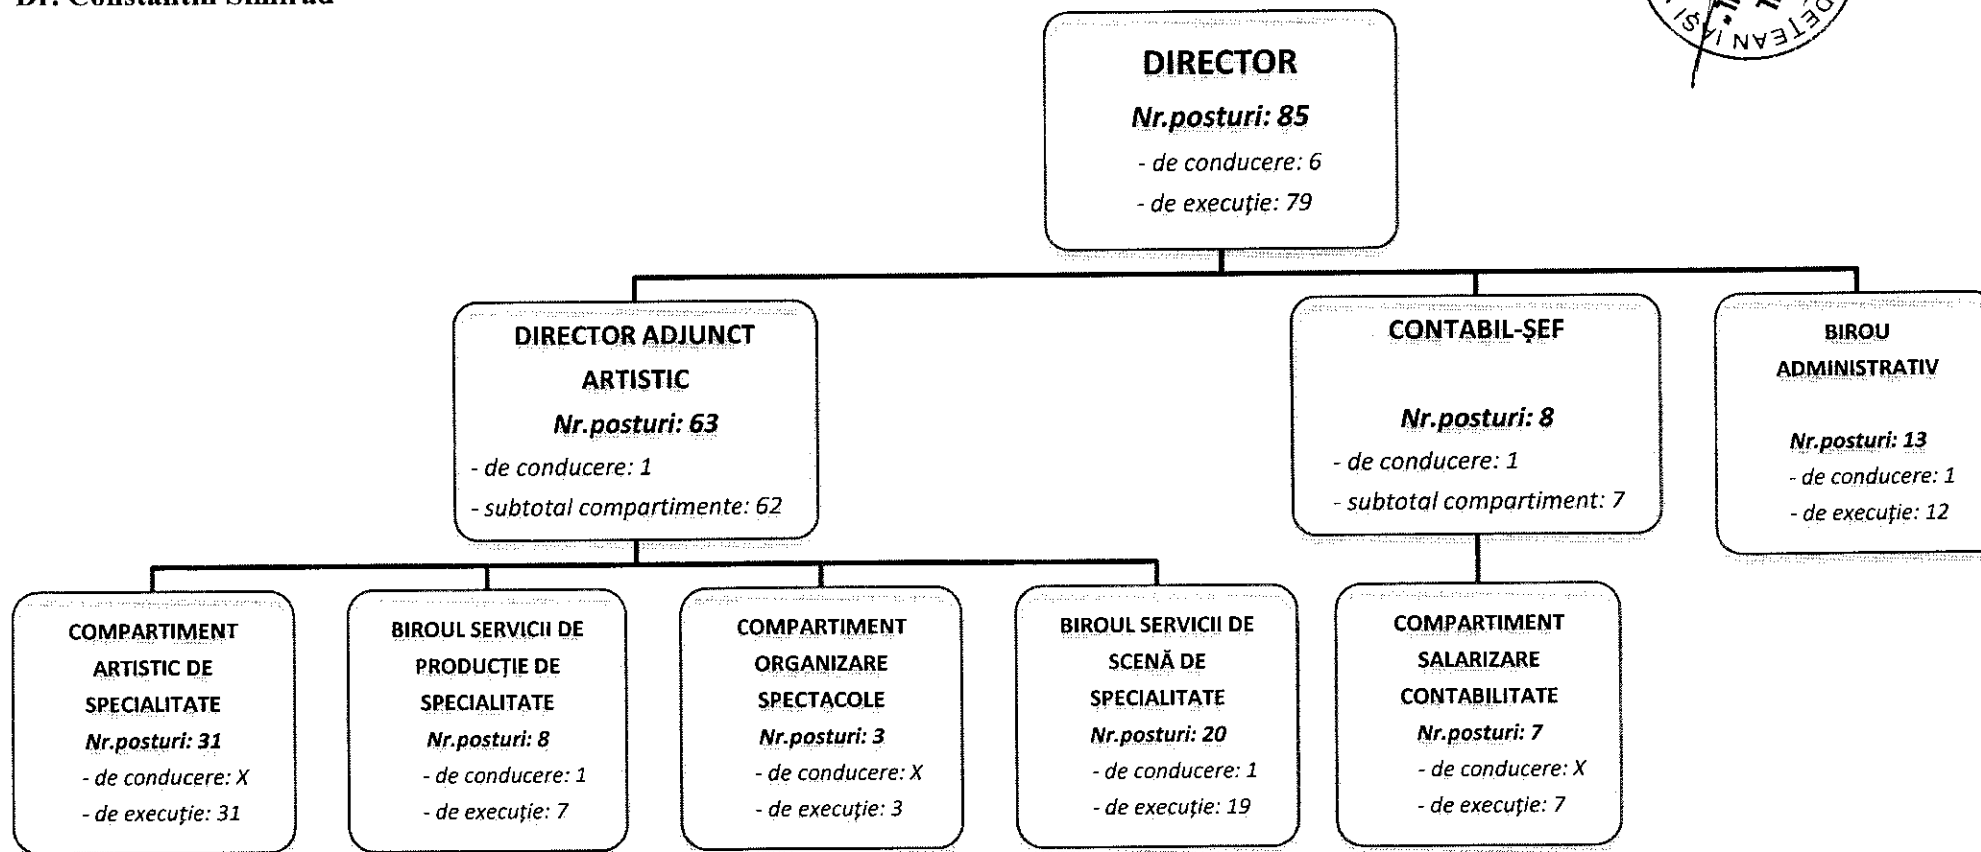 Dr. Constantin Simirad
DEȚEAN IAȘI
DIRECTOR
Nr.posturi: 85
- de conducere: 6
- de execuție: 79
DIRECTOR ADJUNCT
ARTISTIC
Nr.posturi: 63
- de conducere: 1
- subtotal compartimente: 62
CONTABIL-ȘEF
Nr.posturi: 8
- de conducere: 1
- subtotal compartiment: 7
BIROU
ADMINISTRATIV
Nr.posturi: 13
- de conducere: 1
- de execuție: 12
COMPARTIMENT
ARTISTIC DE
SPECIALITATE
Nr.posturi: 31
- de conducere: X
- de execuție: 31
BIROUL SERVICII DE
PRODUCȚIE DE
SPECIALITATE
Nr.posturi: 8
- de conducere: 1
- de execuție: 7
COMPARTIMENT
ORGANIZARE
SPECTACOLE
Nr.posturi: 3
- de conducere: X
- de execuție: 3
BIROUL SERVICII DE
SCENĂ DE
SPECIALITATE
Nr.posturi: 20
- de conducere: 1
- de execuție: 19
COMPARTIMENT
SALARIZARE
CONTABILITATE
Nr.posturi: 7
- de conducere: X
- de execuție: 7